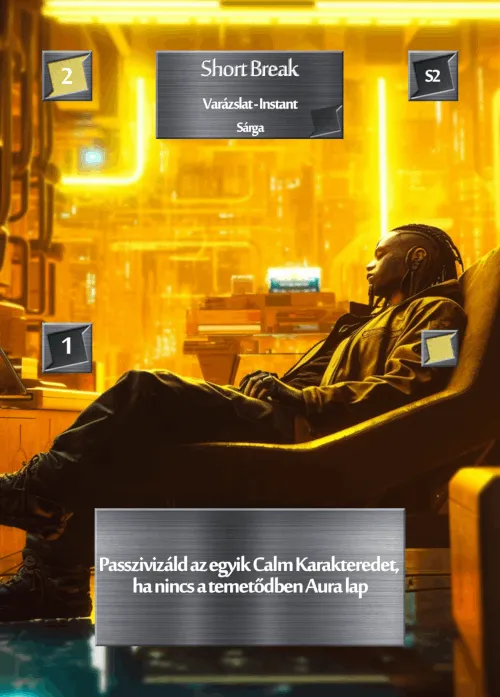 2
Short Break
S2
Varázslat - Instant
Sárga
1
Passzivizáld az egyik Calm Karakteredet,
ha nincs a temetődben Aura lap